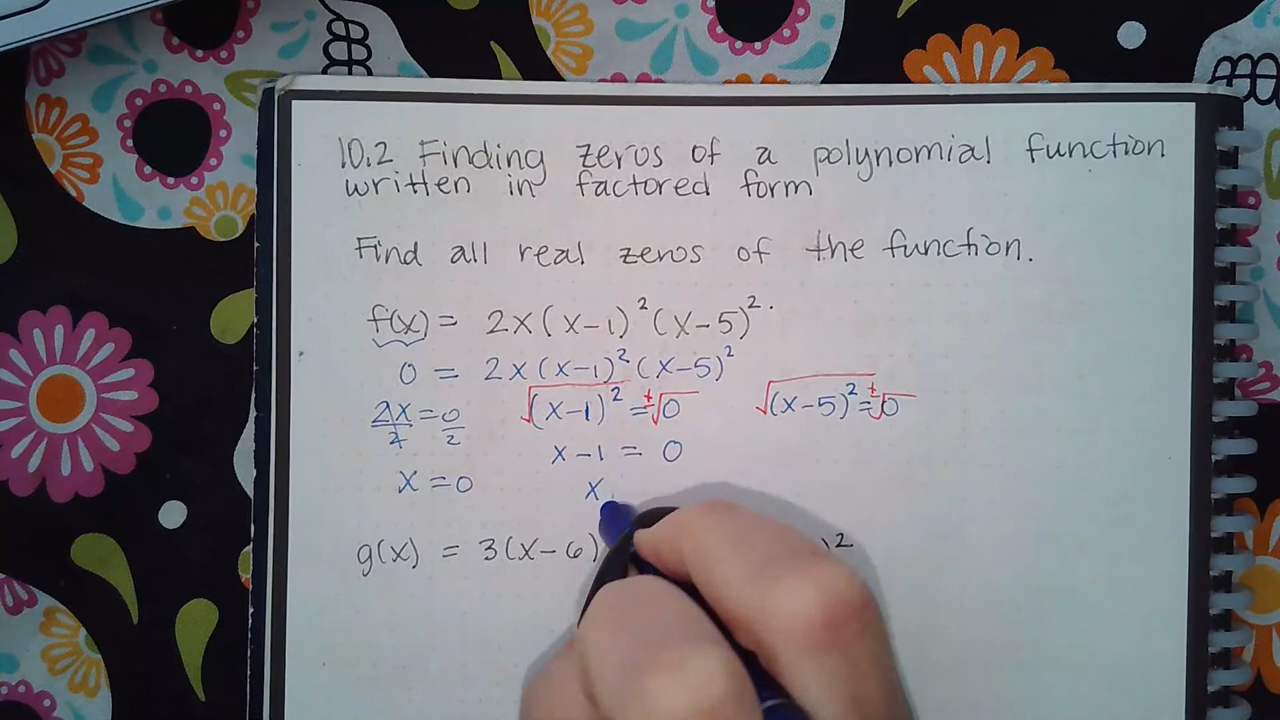 10.2 Finding zeros of a polynomial function
written in factored form
Find all real zeros of the function.
f(x) = 2x(x-1)²(x-5)².
0 = 2x(x-1)²(x-5)²
2x/2 = 0/2 √(x-1)² = ±√0 √(x-5)² = ±√0
x-1 = 0
x = 0 x
g(x) = 3(x-6) )²